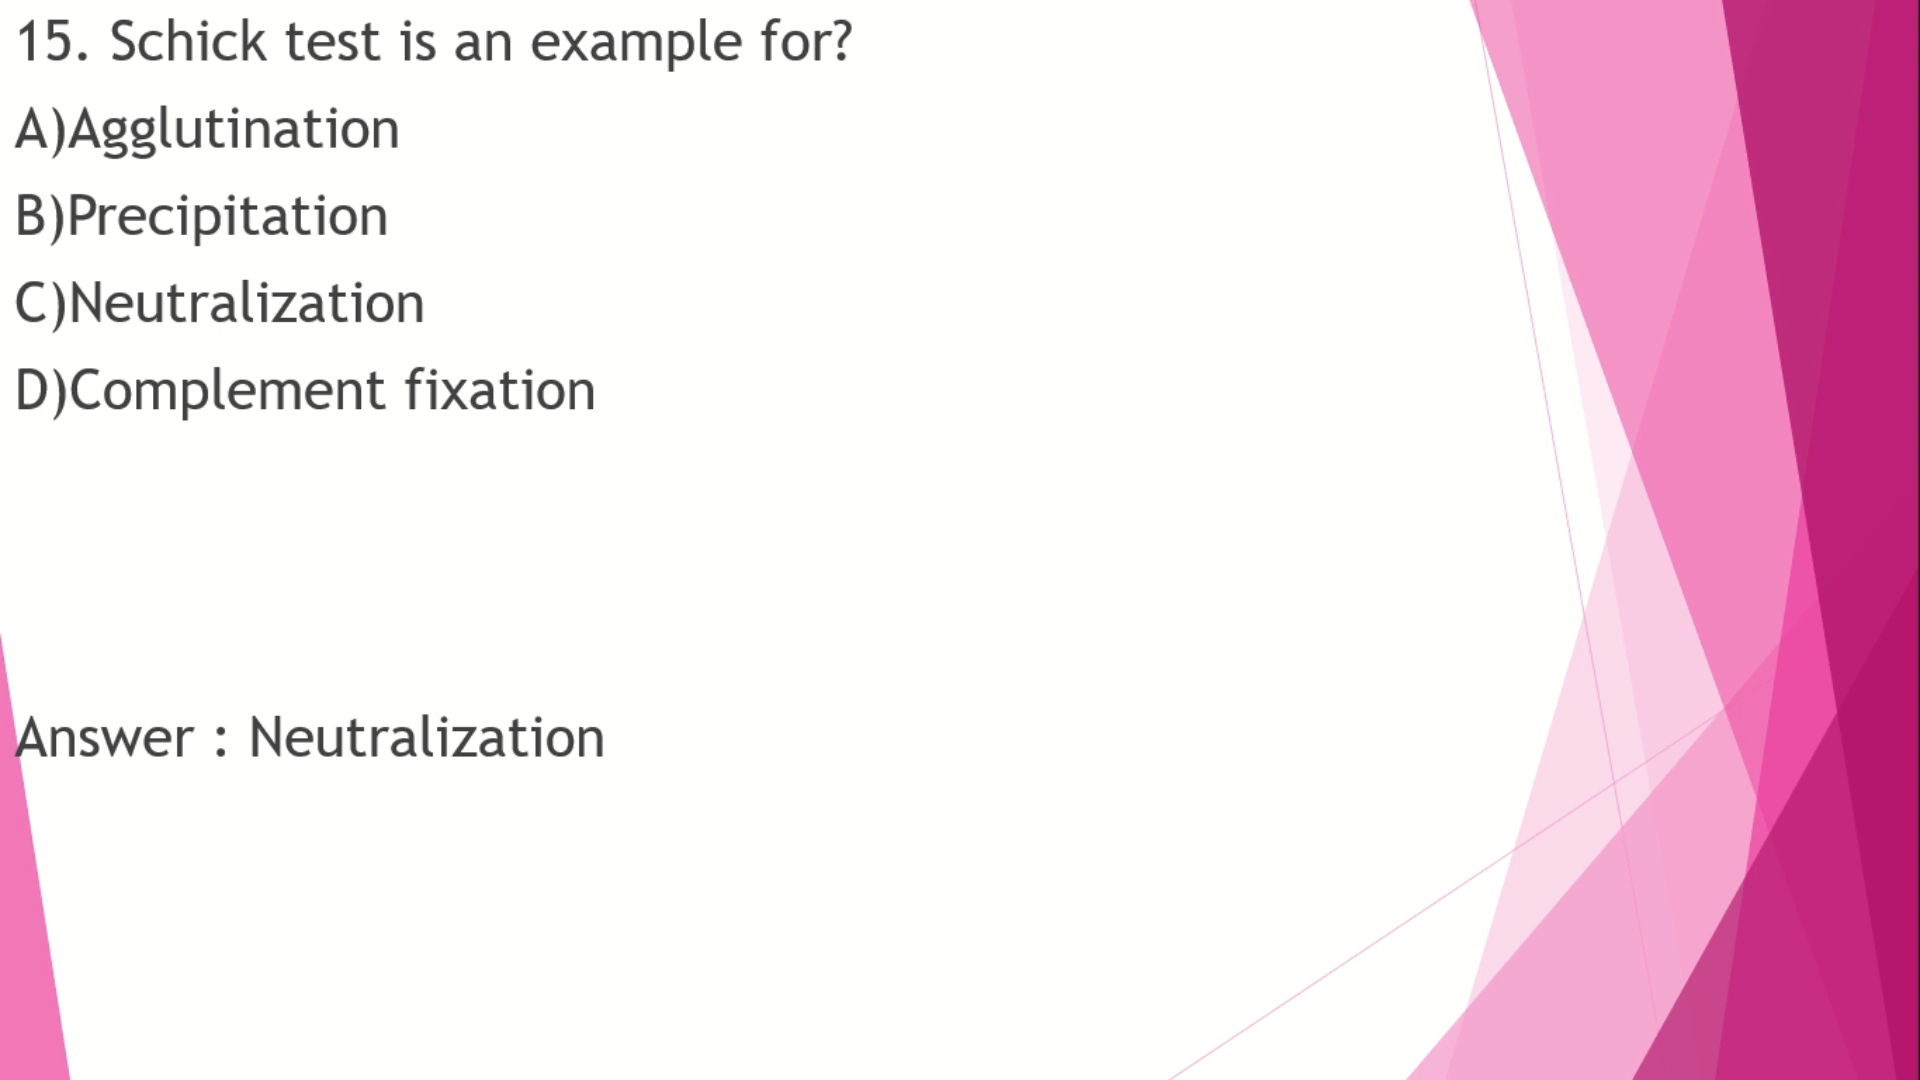 15. Schick test is an example for?
A)Agglutination
B)Precipitation
C)Neutralization
D)Complement fixation
Answer : Neutralization